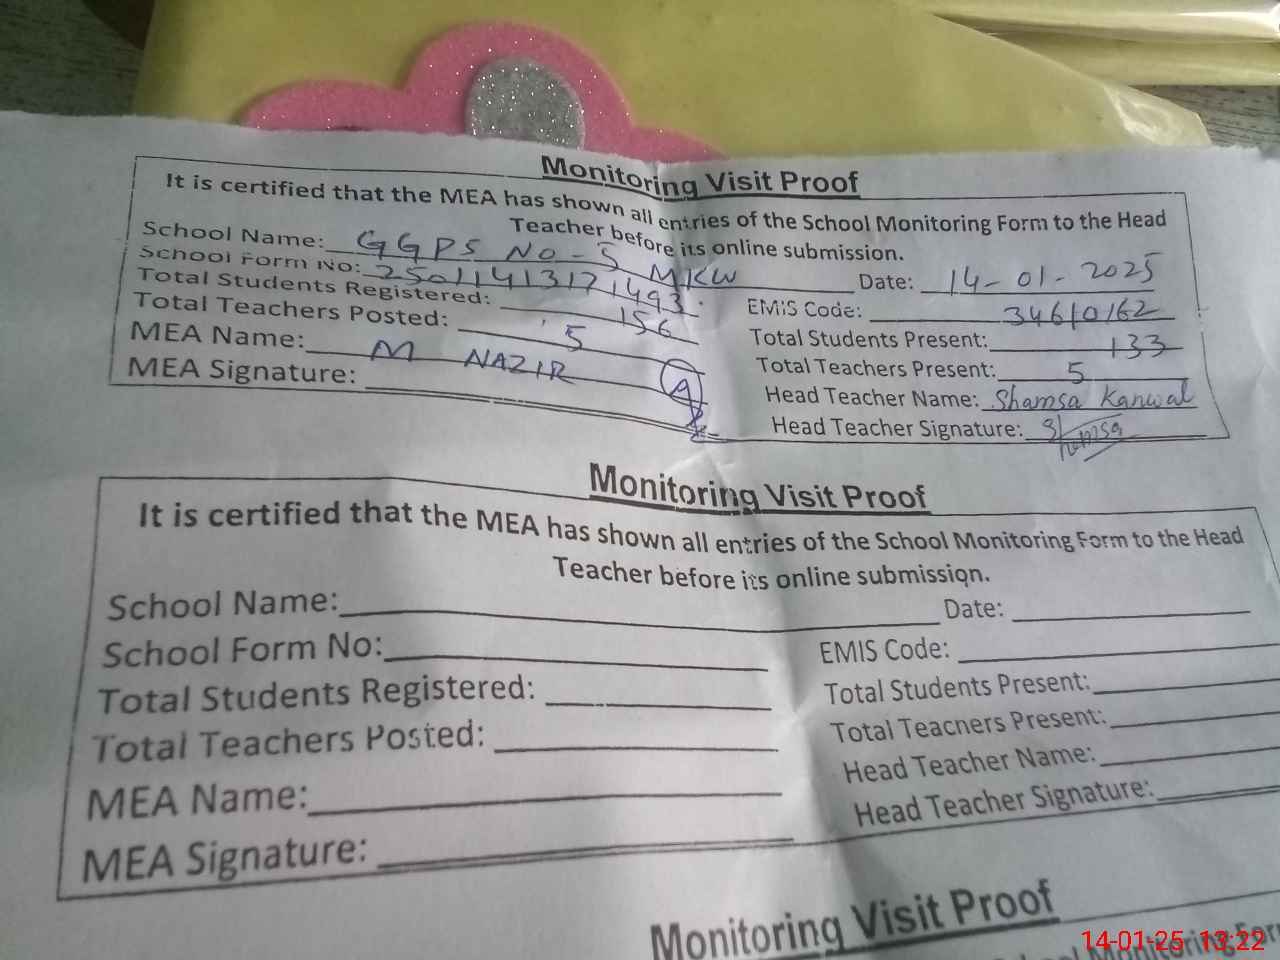 Monitoring Visit Proof
It is certified that the MEA has shown all entries of the School Monitoring Form to the Head
Teacher before its online submission.
School Name: GGPS No-5 MKW Date: 14-01-2025
School Form No: 25011413171493 EMIS Code: 34610162
Total Students Registered: 156 Total Students Present: 133
Total Teachers Posted: 5 Total Teachers Present: 5
MEA Name: M NAZIR Head Teacher Name: Shamsa Kanwal
MEA Signature: Head Teacher Signature: Shamsa
Monitoring Visit Proof
It is certified that the MEA has shown all entries of the School Monitoring Form to the Head
Teacher before its online submission.
School Name: Date:
School Form No: EMIS Code:
Total Students Registered: Total Students Present:
Total Teachers Posted: Total Teachers Present:
MEA Name: Head Teacher Name:
MEA Signature: Head Teacher Signature:
Monitoring Visit Proof
School Monitoring For
14-01-25 13:22